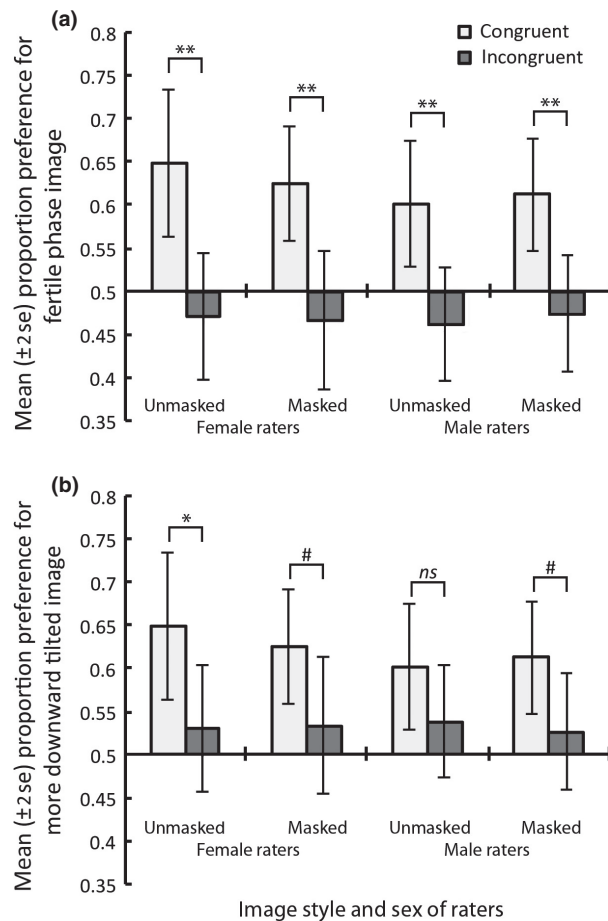 (a)
Mean (±2se) proportion preference for
fertile phase image
0.8
0.75
0.7
0.65
0.6
0.55
0.5
0.45
0.4
0.35
Congruent
Incongruent
**
**
**
**
Unmasked Masked Unmasked Masked
Female raters Male raters
(b)
Mean (±2se) proportion preference for
more downward tilted image
0.8
0.75
0.7
0.65
0.6
0.55
0.5
0.45
0.4
0.35
*
#
ns
#
Unmasked Masked Unmasked Masked
Female raters Male raters
Image style and sex of raters